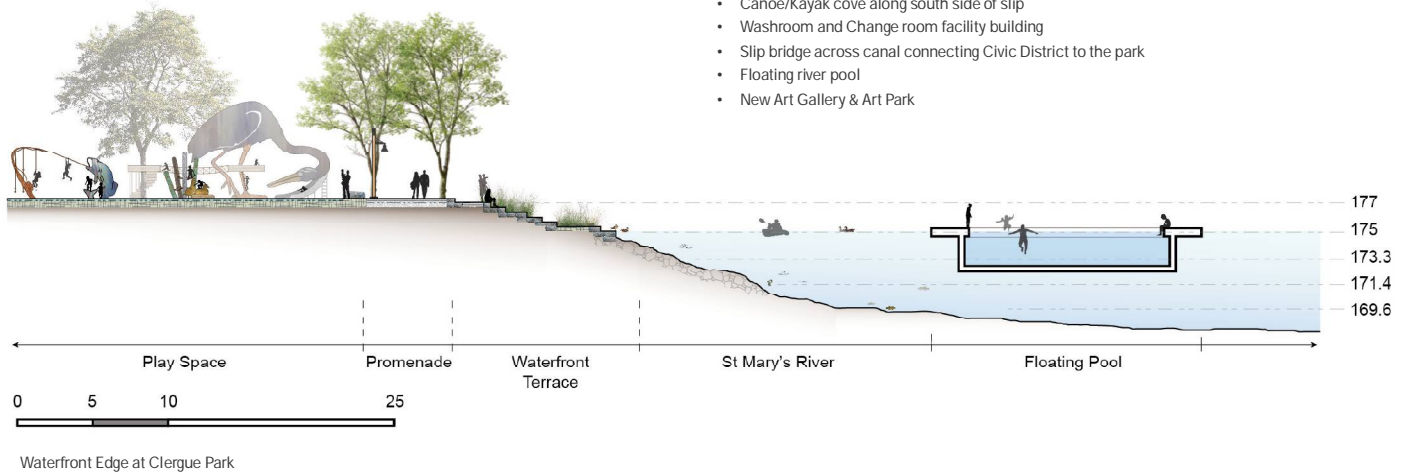 • Canoe/Kayak cove along south side of slip
• Washroom and Change room facility building
• Slip bridge across canal connecting Civic District to the park
• Floating river pool
• New Art Gallery & Art Park
177
175
173.3
171.4
169.6
Play Space
Promenade
Waterfront
Terrace
St Mary's River
Floating Pool
0 5 10 25
Waterfront Edge at Clergue Park